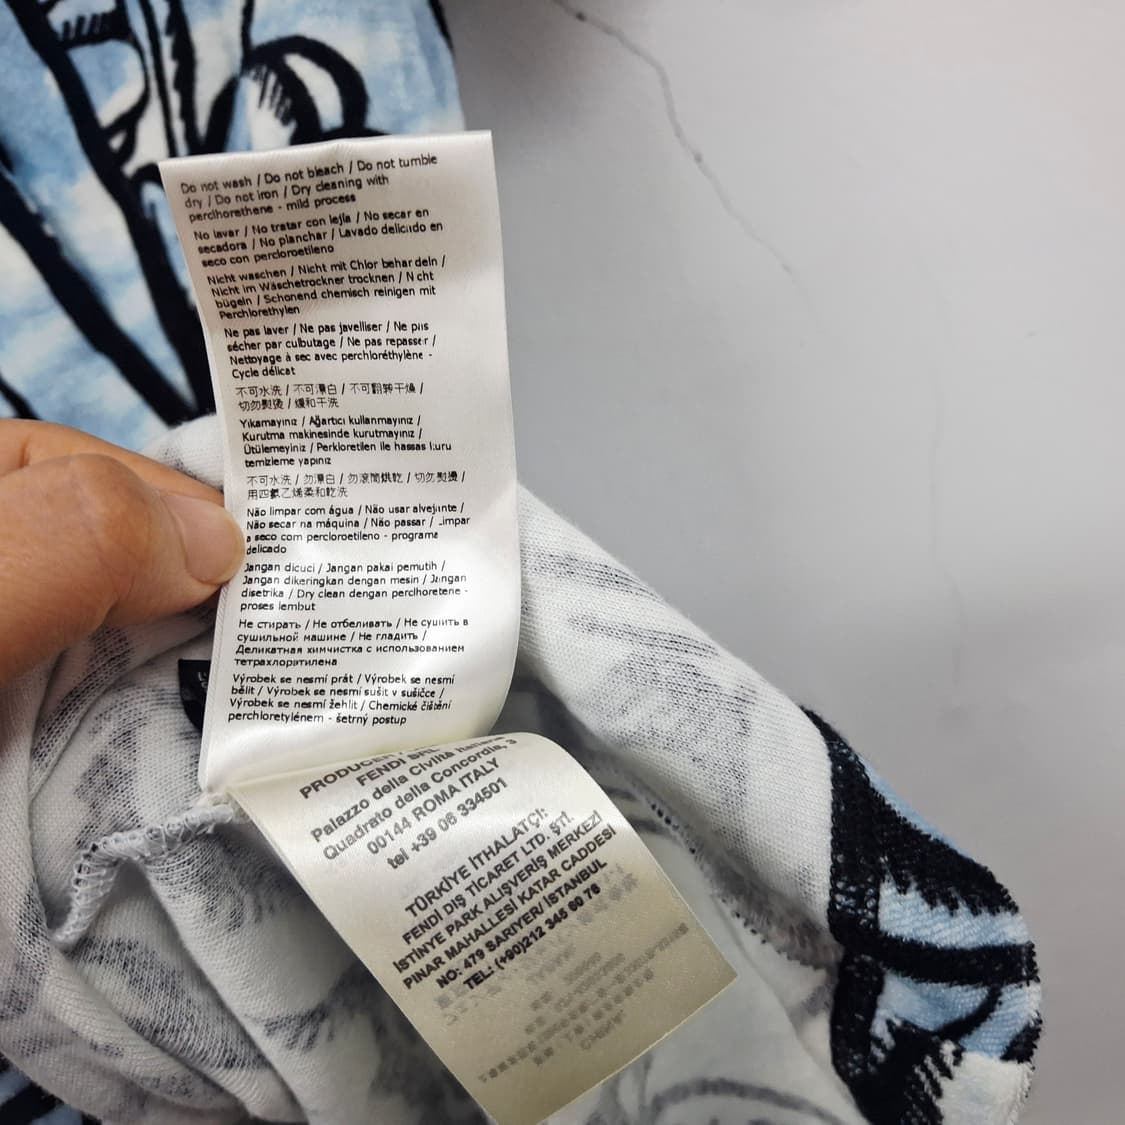 Do not wash / Do not bleach / Do not tumble
dry / Do not iron / Dry cleaning with
perclhorethene - mild process
No lavar / No tratar con lejla / No secar en
secadora / No planchar / Lavado delicido en
seco con percloroetileno
Nicht waschen / Nicht mit Chlor behar deln /
Nicht im Wäschetrockner trocknen / N cht
bügeln / Schonend chemisch reinigen mit
Perchlorethylen
Ne pas laver / Ne pas javelliser / Ne pıs
sécher par culbutage / Ne pas repasser /
Nettoyage à sec avec perchloréthylène -
Cycle délicat
不可水洗 / 不可漂白 / 不可翻转干燥 /
切勿熨烫 / 缓和干洗
Yıkamayınız / Ağartıcı kullanmayınız /
Kurutma makinesinde kurutmayınız /
Ütülemeyiniz / Perkloretilen ile hassas kuru
temizleme yapınız
不可水洗 / 勿漂白 / 勿滾筒烘乾 / 切勿熨燙 /
用四氯乙烯柔和乾洗
Não limpar com água / Não usar alvejante /
Não secar na máquina / Não passar / Limpar
a seco com percloroetileno - programa
delicado
Jangan dicuci / Jangan pakai pemutih /
Jangan dikeringkan dengan mesin / Jangan
disetrika / Dry clean dengan perclhoretene -
proses lembut
Не стирать / Не отбеливать / Не сушить в
сушильной машине / Не гладить /
Деликатная химчистка с использованием
тетрахлорэтилена
Výrobek se nesmí prát / Výrobek se nesmí
bělit / Výrobek se nesmí sušit v sušičce /
Výrobek se nesmí žehlit / Chemické čištění
perchloretylénem - šetrný postup
FENDI SRL
Palazzo della Civiltà Italiana
Quadrato della Concordia, 3
00144 ROMA ITALY
tel +39 06 334501
TÜRKİYE İTHALATÇI:
FENDI DIŞ TİCARET LTD. ŞTİ.
İSTİNYE PARK ALIŞVERİŞ MERKEZİ
PINAR MAHALLESİ KATAR CADDESİ
NO: 479 SARIYER/ İSTANBUL
TEL: (+90)212 345 60 76